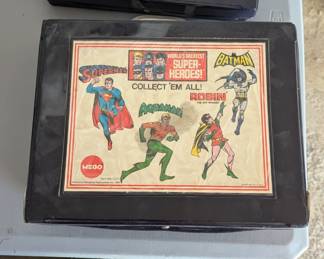 SUPERMAN
WORLD'S GREATEST
SUPER-
HEROES!
BATMAN
COLLECT 'EM ALL!
AQUAMAN
ROBIN
MEGO